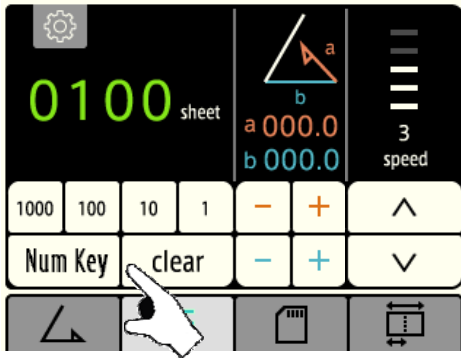 0100 sheet
a
b
a 000.0
b 000.0
3
speed
1000 100 10 1 - +
Num Key clear - +